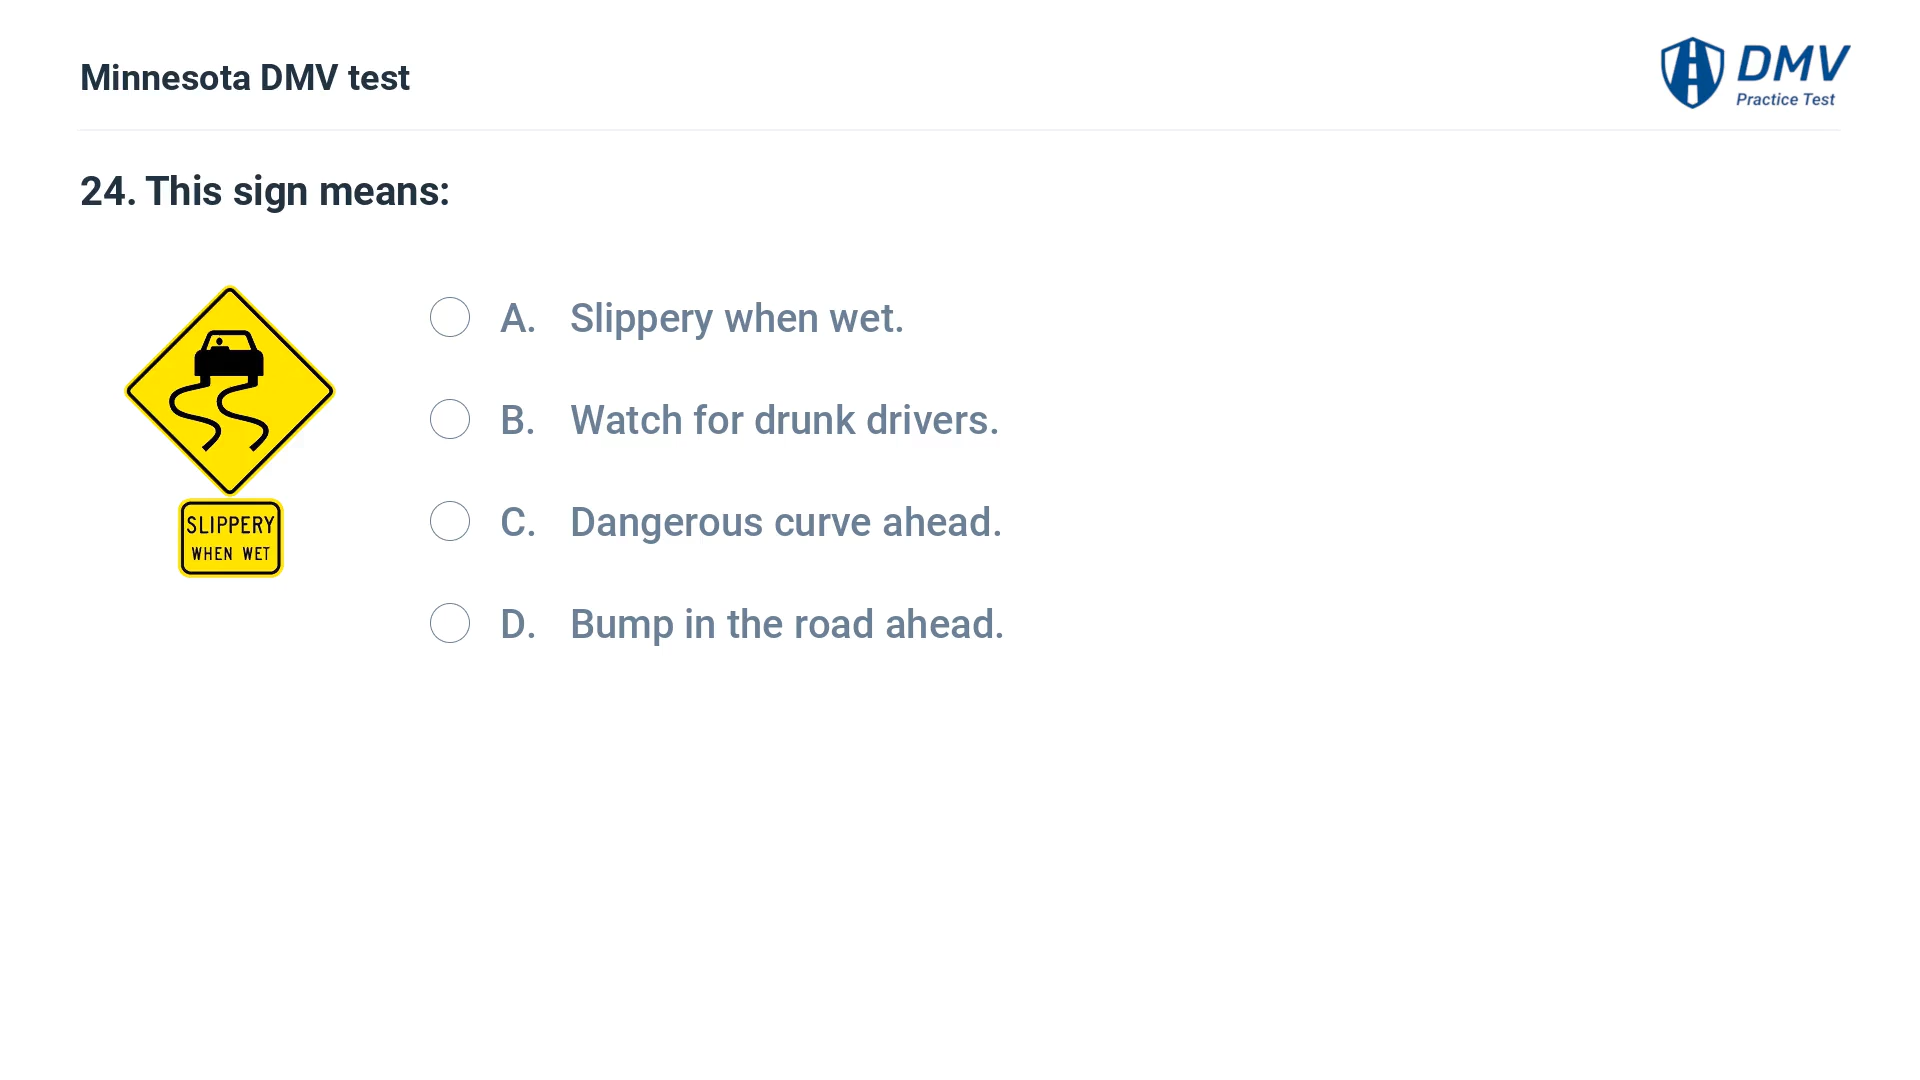 Minnesota DMV test
DMV
Practice Test
24. This sign means:
SLIPPERY
WHEN WET
A. Slippery when wet.
B. Watch for drunk drivers.
C. Dangerous curve ahead.
D. Bump in the road ahead.